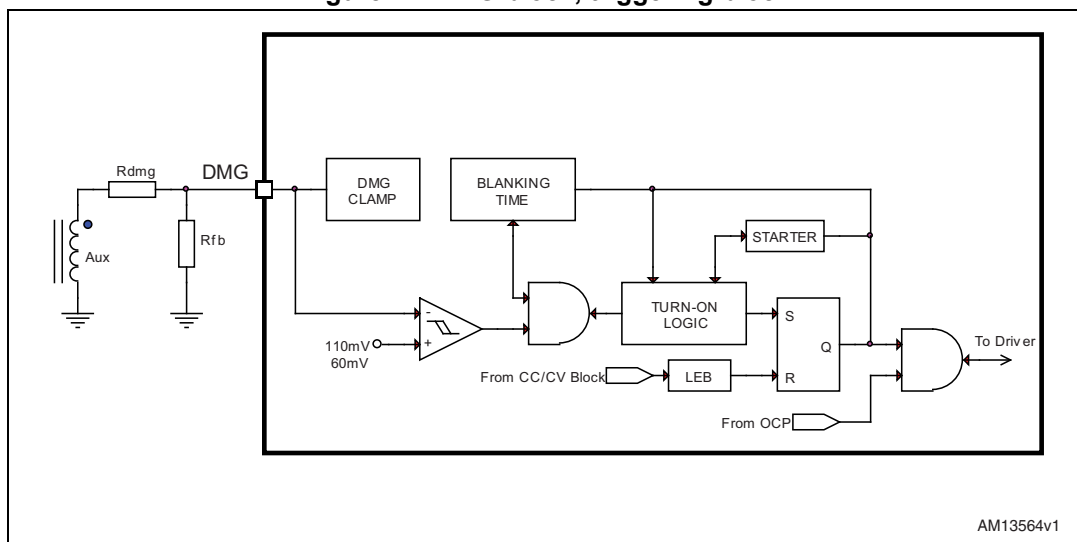 DMG
Rdmg
Rfb
Aux
DMG
CLAMP
BLANKING
TIME
STARTER
TURN-ON
LOGIC
S
Q
R
-
+
110mV
60mV
From CC/CV Block
LEB
From OCP
To Driver
AM13564v1